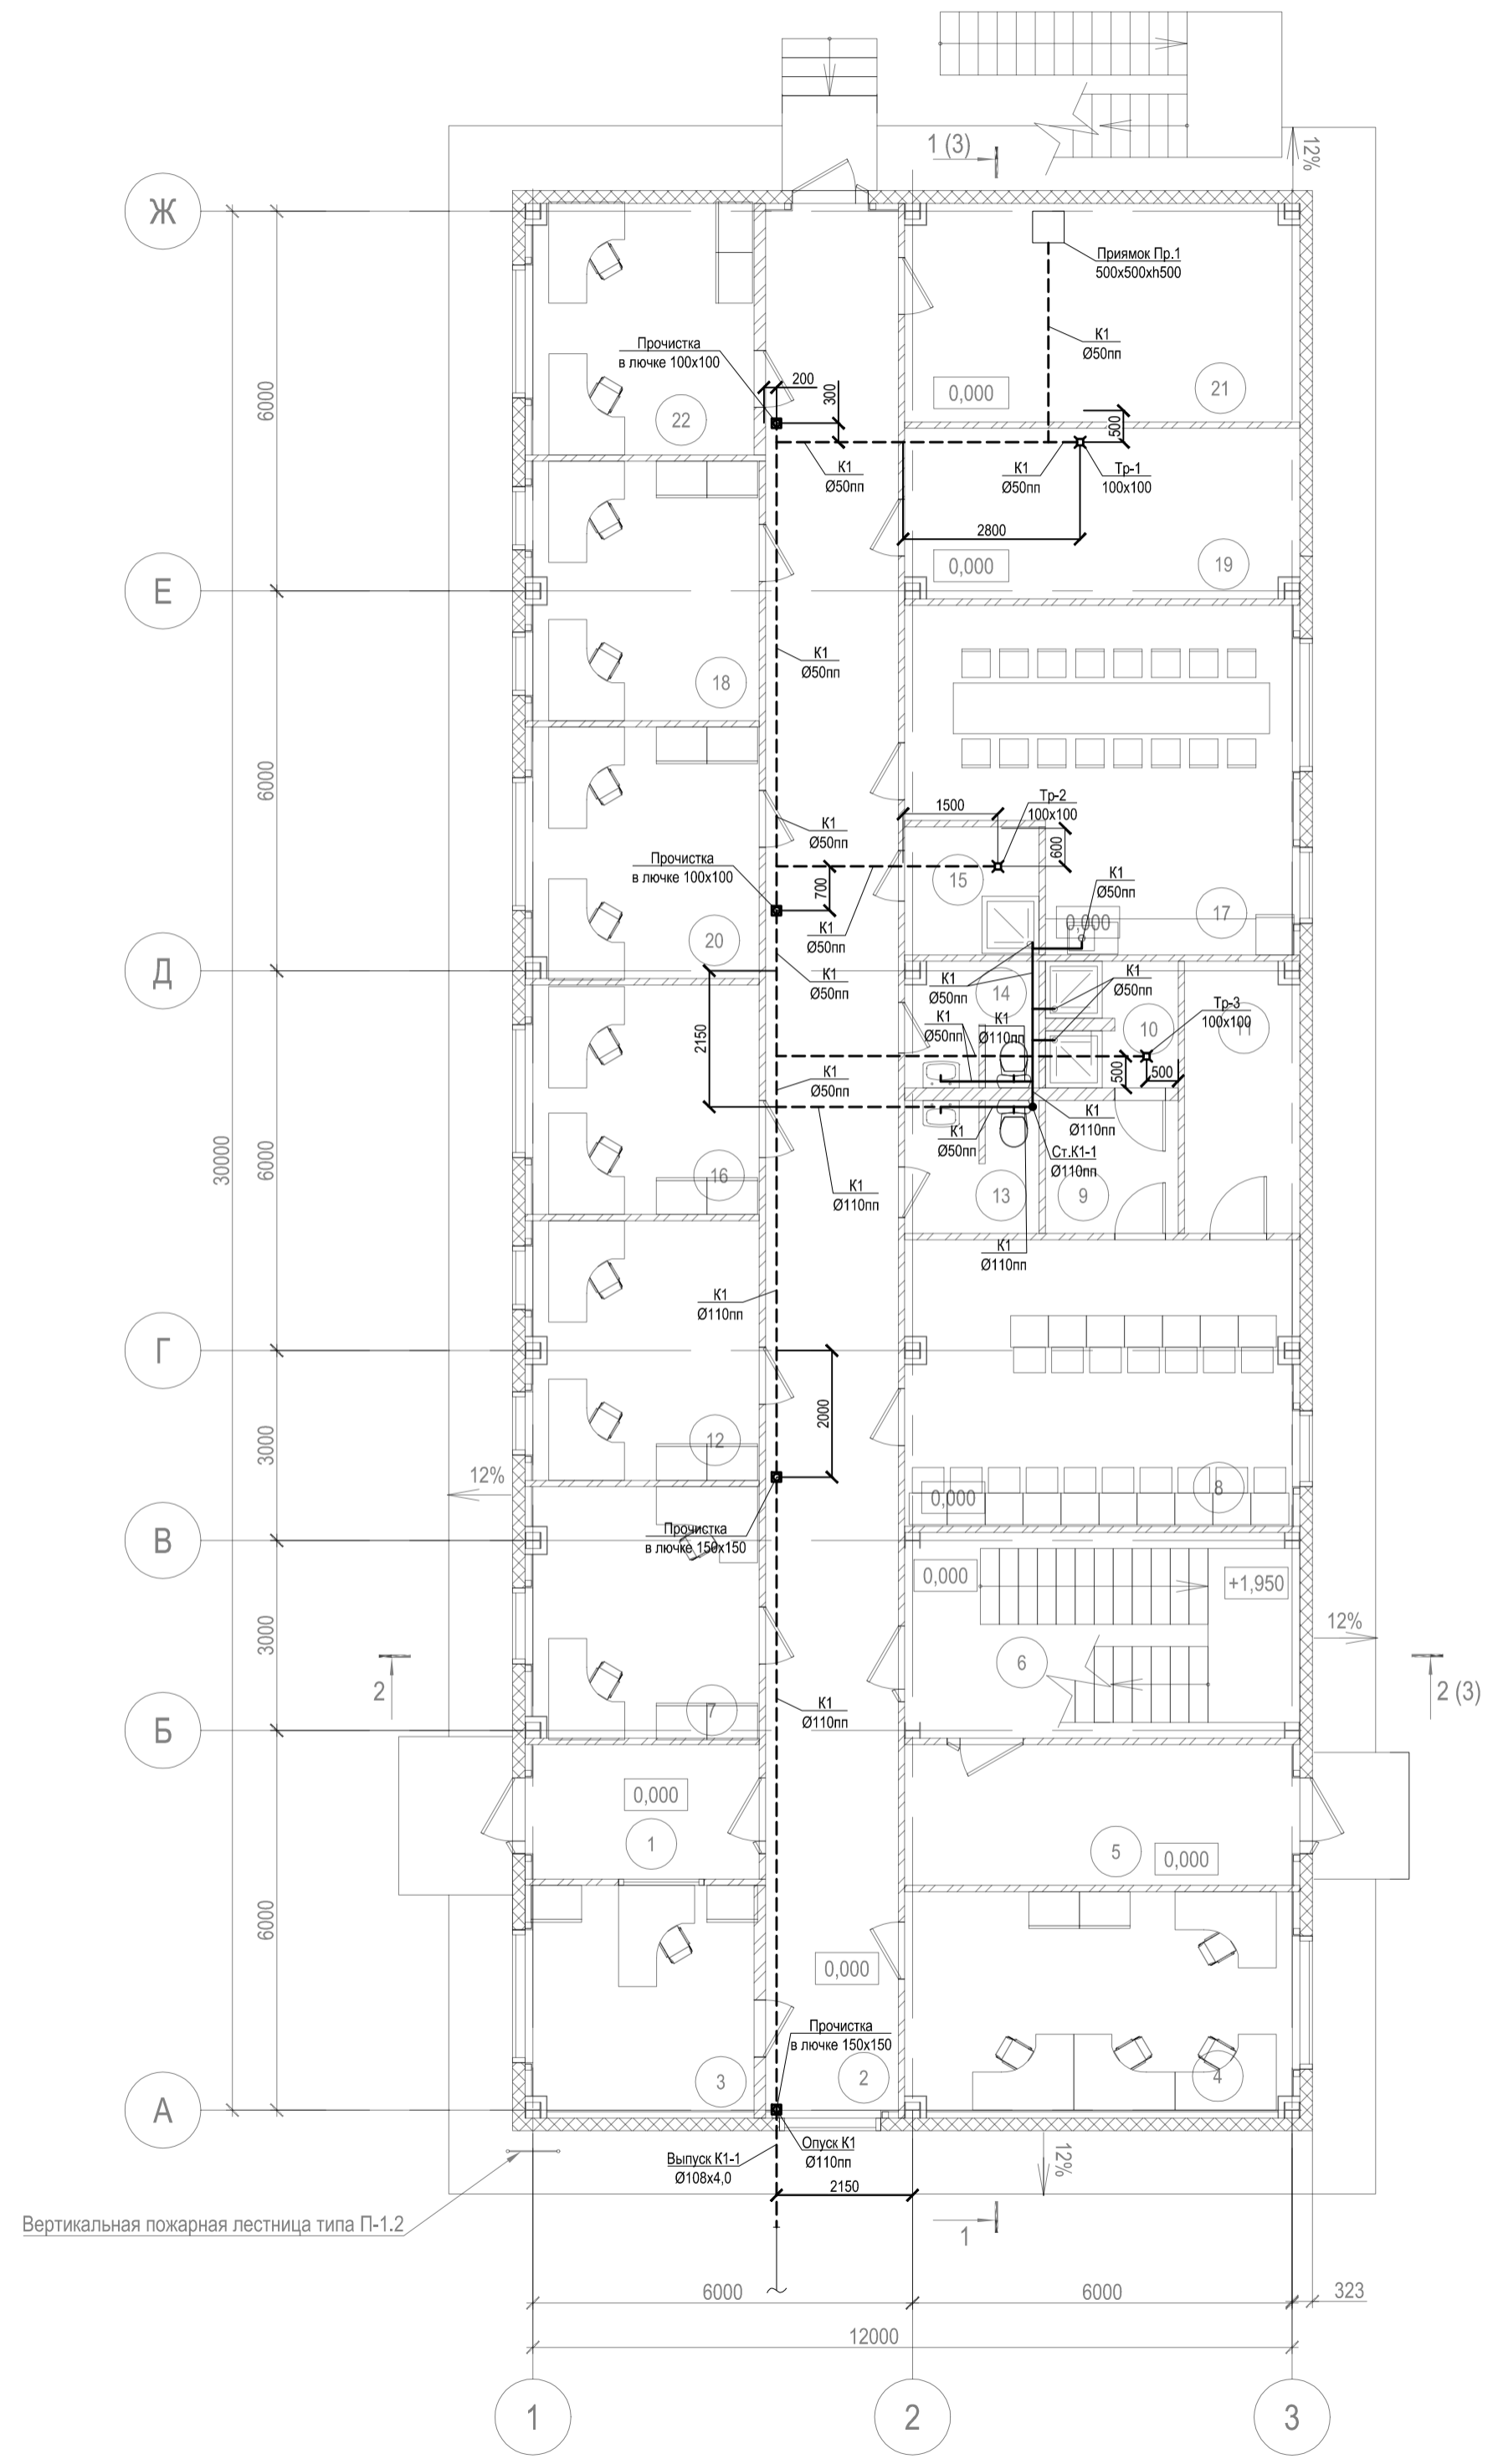 1 (3)
12%
Ж
Приямок Пр.1
500х500хh500
К1
Ø50пп
Прочистка
в лючке 100х100
200
300
6000
22
0,000
21
500
К1
Ø50пп
К1
Ø50пп
Тр-1
100х100
2800
0,000
19
Е
К1
Ø50пп
18
6000
1500
Тр-2
100х100
К1
Ø50пп
600
Прочистка
в лючке 100х100
700
15
К1
Ø50пп
17
0,000
20
К1
Ø50пп
Д
К1
Ø50пп
К1
Ø50пп
14
К1
Ø50пп
10
Тр-3
100х100
11
К1
Ø50пп
К1
Ø110пп
2150
500
500
К1
Ø50пп
К1
Ø110пп
К1
Ø50пп
Ст.К1-1
Ø110пп
30000
6000
16
К1
Ø110пп
13
9
К1
Ø110пп
К1
Ø110пп
Г
2000
3000
12
12%
8
0,000
Прочистка
в лючке 150х150
В
0,000
+1,950
3000
12%
6
2
2 (3)
7
К1
Ø110пп
Б
0,000
1
5
0,000
6000
0,000
Прочистка
в лючке 150х150
3
2
4
А
Выпуск К1-1
Ø108х4,0
Опуск К1
Ø110пп
12%
2150
Вертикальная пожарная лестница типа П-1.2
1
6000
6000
323
12000
1
2
3